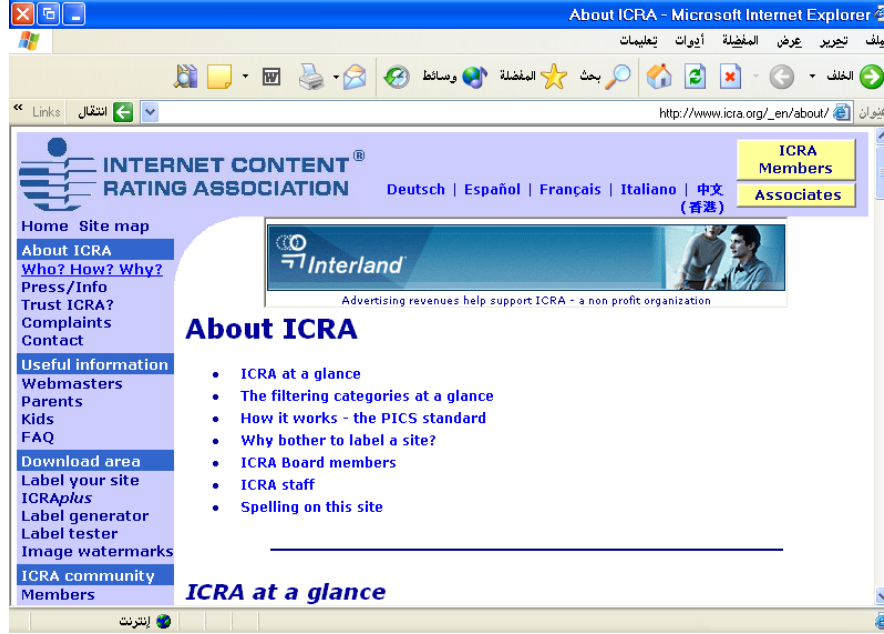 About ICRA - Microsoft Internet Explorer
تحرير عرض المفضلة أدوات تعليمات
الخلف بحث المفضلة وسائط
http://www.icra.org/_en/about/ انتقال Links »
INTERNET CONTENT ®
RATING ASSOCIATION
Deutsch | Español | Français | Italiano | 中文
(香港)
ICRA
Members
Associates
Home Site map
About ICRA
Who? How? Why?
Press/Info
Trust ICRA?
Complaints
Contact
Useful information
Webmasters
Parents
Kids
FAQ
Download area
Label your site
ICRAplus
Label generator
Label tester
Image watermarks
ICRA community
Members
Interland
Advertising revenues help support ICRA - a non profit organization
About ICRA
• ICRA at a glance
• The filtering categories at a glance
• How it works - the PICS standard
• Why bother to label a site?
• ICRA Board members
• ICRA staff
• Spelling on this site
ICRA at a glance
إنترنت